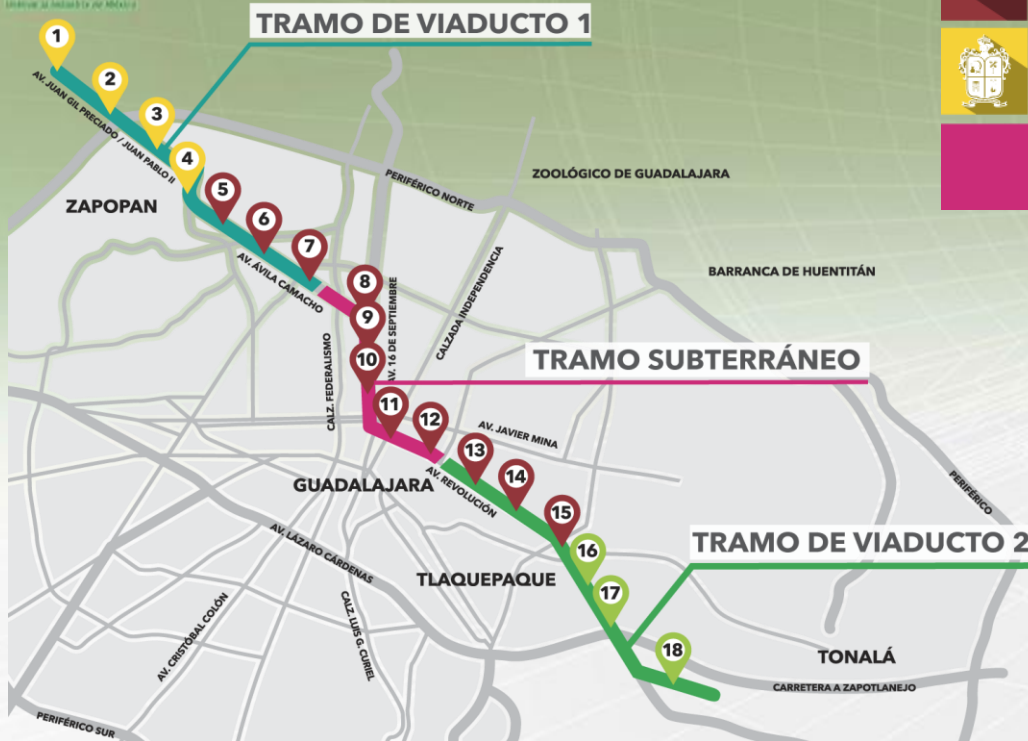 TRAMO DE VIADUCTO 1
1
2
3
4
AV. JUAN GIL PRECIADO / JUAN PABLO II
ZAPOPAN
5
6
7
AV. ÁVILA CAMACHO
PERIFÉRICO NORTE
ZOOLÓGICO DE GUADALAJARA
BARRANCA DE HUENTITÁN
8
9
10
AV. 16 DE SEPTIEMBRE
CALZADA INDEPENDENCIA
CALZ. FEDERALISMO
TRAMO SUBTERRÁNEO
11
12
AV. JAVIER MINA
13
14
15
GUADALAJARA
AV. REVOLUCIÓN
PERIFÉRICO
AV. LÁZARO CÁRDENAS
TRAMO DE VIADUCTO 2
16
TLAQUEPAQUE
17
AV. CRISTÓBAL COLÓN
CALZ. LUIS G. CURIEL
18
TONALÁ
CARRETERA A ZAPOTLANEJO
PERIFÉRICO SUR